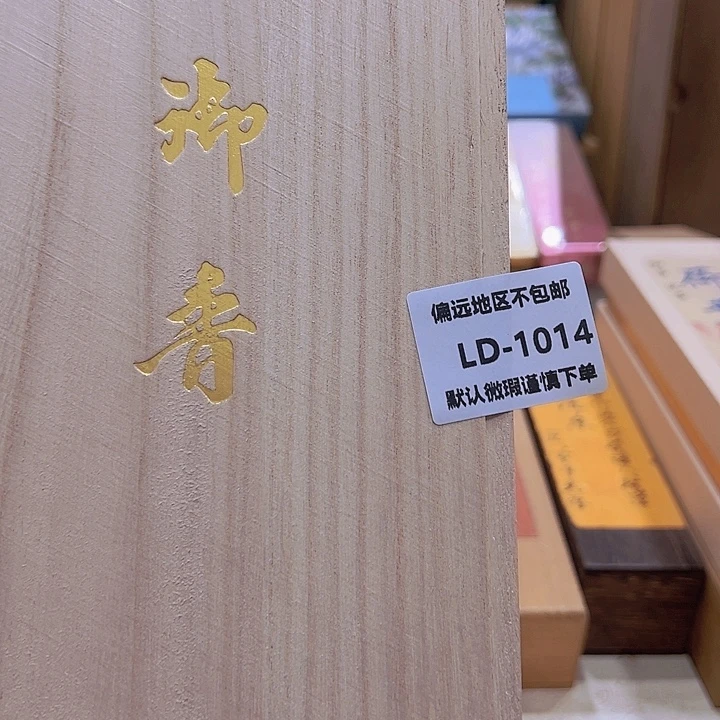 御香
偏远地区不包邮
LD-1014
默认微瑕谨慎下单